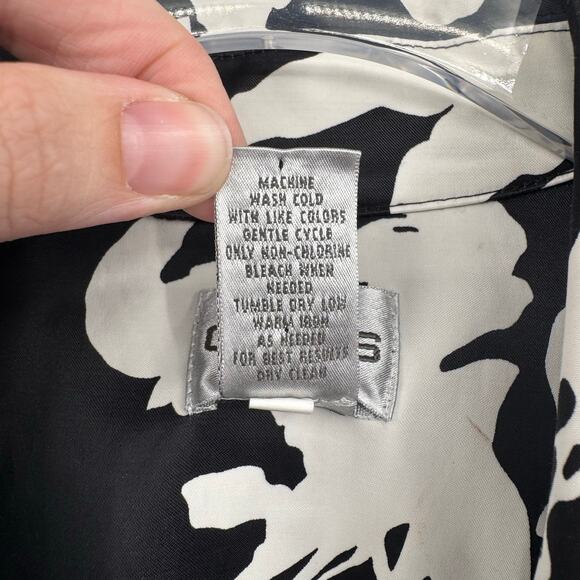 MACHINE
WASH COLD
WITH LIKE COLORS
GENTLE CYCLE
ONLY NON-CHLORINE
BLEACH WHEN
NEEDED
TUMBLE DRY LOW
WARM IRON
AS NEEDED
FOR BEST RESULTS
DRY CLEAN